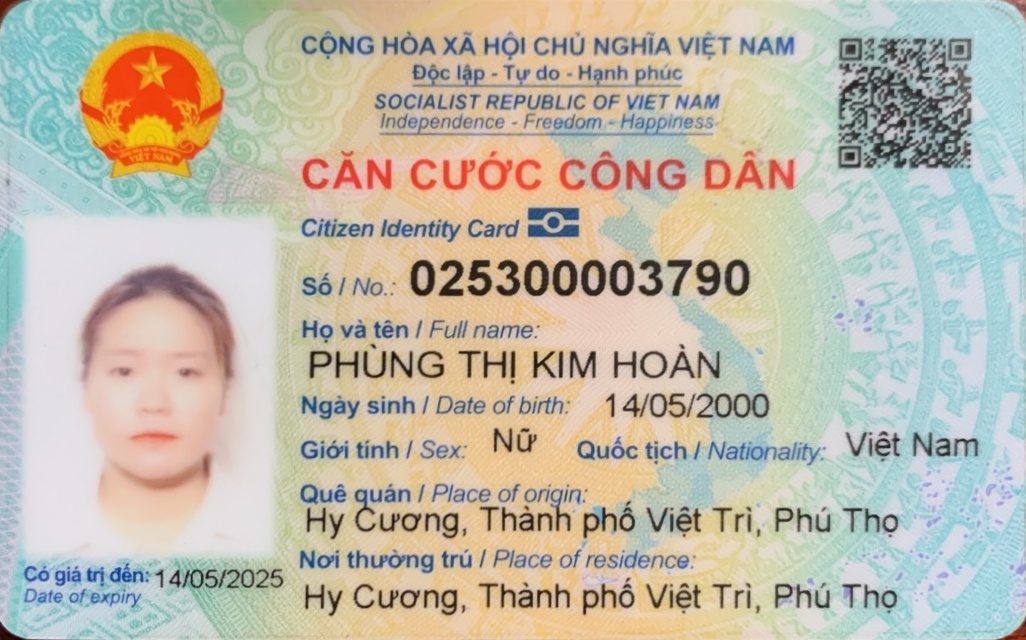 CỘNG HÒA XÃ HỘI CHỦ NGHĨA VIỆT NAM
Độc lập - Tự do - Hạnh phúc
SOCIALIST REPUBLIC OF VIET NAM
Independence - Freedom - Happiness
CĂN CƯỚC CÔNG DÂN
Citizen Identity Card
Số / No.: 025300003790
Họ và tên / Full name:
PHÙNG THỊ KIM HOÀN
Ngày sinh / Date of birth: 14/05/2000
Giới tính / Sex: Nữ Quốc tịch / Nationality: Việt Nam
Quê quán / Place of origin:
Hy Cương, Thành phố Việt Trì, Phú Thọ
Nơi thường trú / Place of residence:
Hy Cương, Thành phố Việt Trì, Phú Thọ
Có giá trị đến: 14/05/2025
Date of expiry